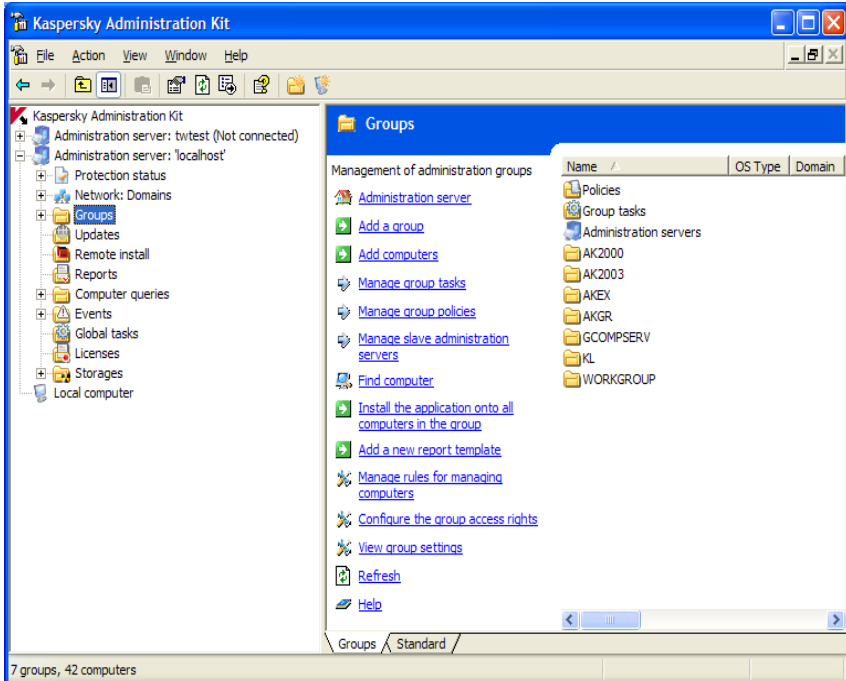 Kaspersky Administration Kit
File Action View Window Help
Kaspersky Administration Kit
Administration server: twtest (Not connected)
Administration server: 'localhost'
Protection status
Network: Domains
Groups
Updates
Remote install
Reports
Computer queries
Events
Global tasks
Licenses
Storages
Local computer
Groups
Management of administration groups
Administration server
Add a group
Add computers
Manage group tasks
Manage group policies
Manage slave administration
servers
Find computer
Install the application onto all
computers in the group
Add a new report template
Manage rules for managing
computers
Configure the group access rights
View group settings
Refresh
Help
Name OS Type Domain
Policies
Group tasks
Administration servers
AK2000
AK2003
AKEX
AKGR
GCOMPSERV
KL
WORKGROUP
Groups Standard
7 groups, 42 computers